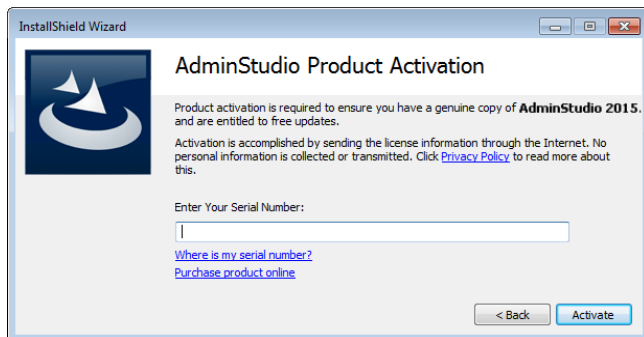 InstallShield Wizard
AdminStudio Product Activation
Product activation is required to ensure you have a genuine copy of AdminStudio 2015.
and are entitled to free updates.
Activation is accomplished by sending the license information through the Internet. No
personal information is collected or transmitted. Click Privacy Policy to read more about
this.
Enter Your Serial Number:
Where is my serial number?
Purchase product online
< Back Activate